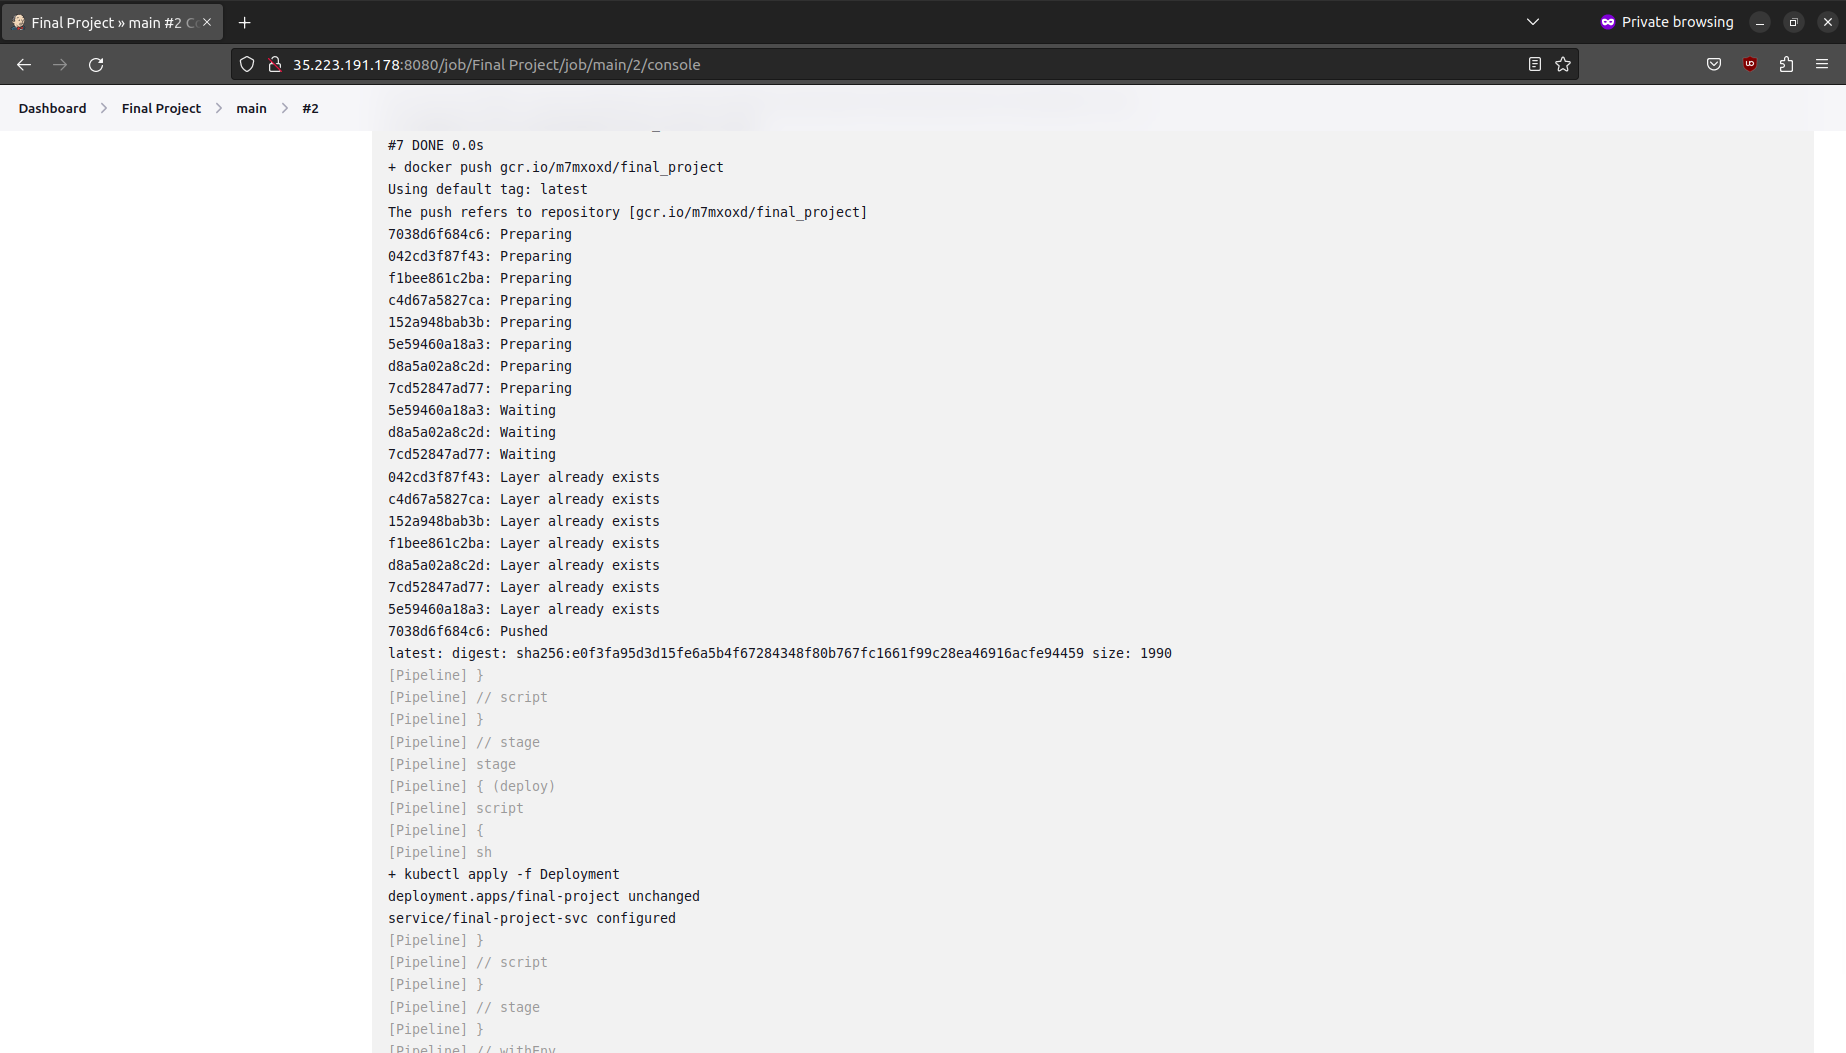 Final Project » main #2 C
Private browsing
35.223.191.178:8080/job/Final Project/job/main/2/console
Dashboard
Final Project
main
#2
#7 DONE 0.0s
+ docker push gcr.io/m7mxoxd/final_project
Using default tag: latest
The push refers to repository [gcr.io/m7mxoxd/final_project]
7038d6f684c6: Preparing
042cd3f87f43: Preparing
f1bee861c2ba: Preparing
c4d67a5827ca: Preparing
152a948bab3b: Preparing
5e59460a18a3: Preparing
d8a5a02a8c2d: Preparing
7cd52847ad77: Preparing
5e59460a18a3: Waiting
d8a5a02a8c2d: Waiting
7cd52847ad77: Waiting
042cd3f87f43: Layer already exists
c4d67a5827ca: Layer already exists
152a948bab3b: Layer already exists
f1bee861c2ba: Layer already exists
d8a5a02a8c2d: Layer already exists
7cd52847ad77: Layer already exists
5e59460a18a3: Layer already exists
7038d6f684c6: Pushed
latest: digest: sha256:e0f3fa95d3d15fe6a5b4f67284348f80b767fc1661f99c28ea46916acfe94459 size: 1990
[Pipeline] }
[Pipeline] // script
[Pipeline] }
[Pipeline] // stage
[Pipeline] stage
[Pipeline] { (deploy)
[Pipeline] script
[Pipeline] {
[Pipeline] sh
+ kubectl apply -f Deployment
deployment.apps/final-project unchanged
service/final-project-svc configured
[Pipeline] }
[Pipeline] // script
[Pipeline] }
[Pipeline] // stage
[Pipeline] }
[Pipeline] // withEnv